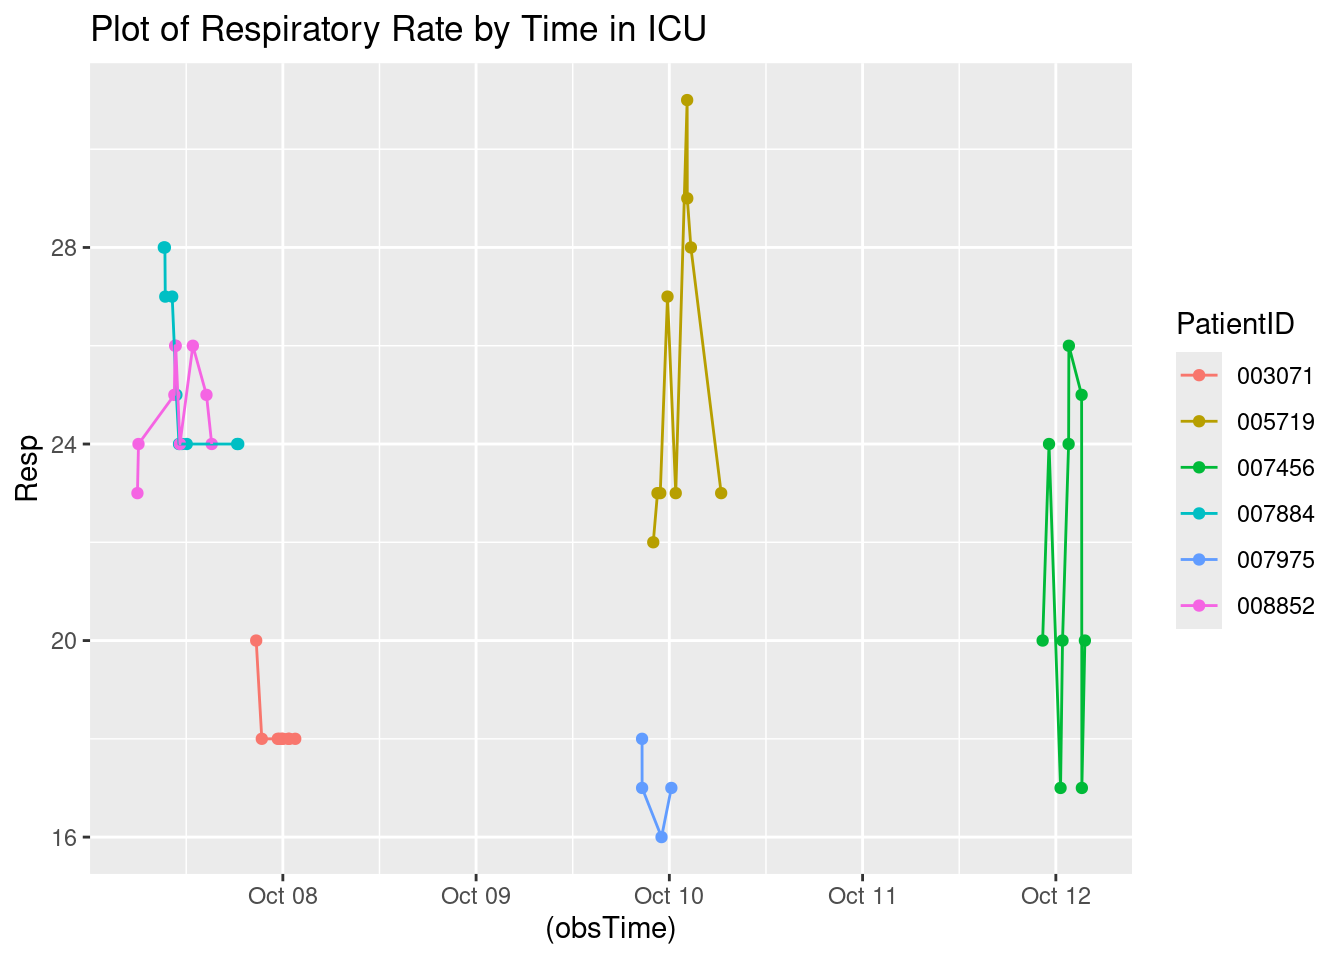 Plot of Respiratory Rate by Time in ICU
28
24
20
16
Resp
Oct 08
Oct 09
Oct 10
Oct 11
Oct 12
(obsTime)
PatientID
003071
005719
007456
007884
007975
008852